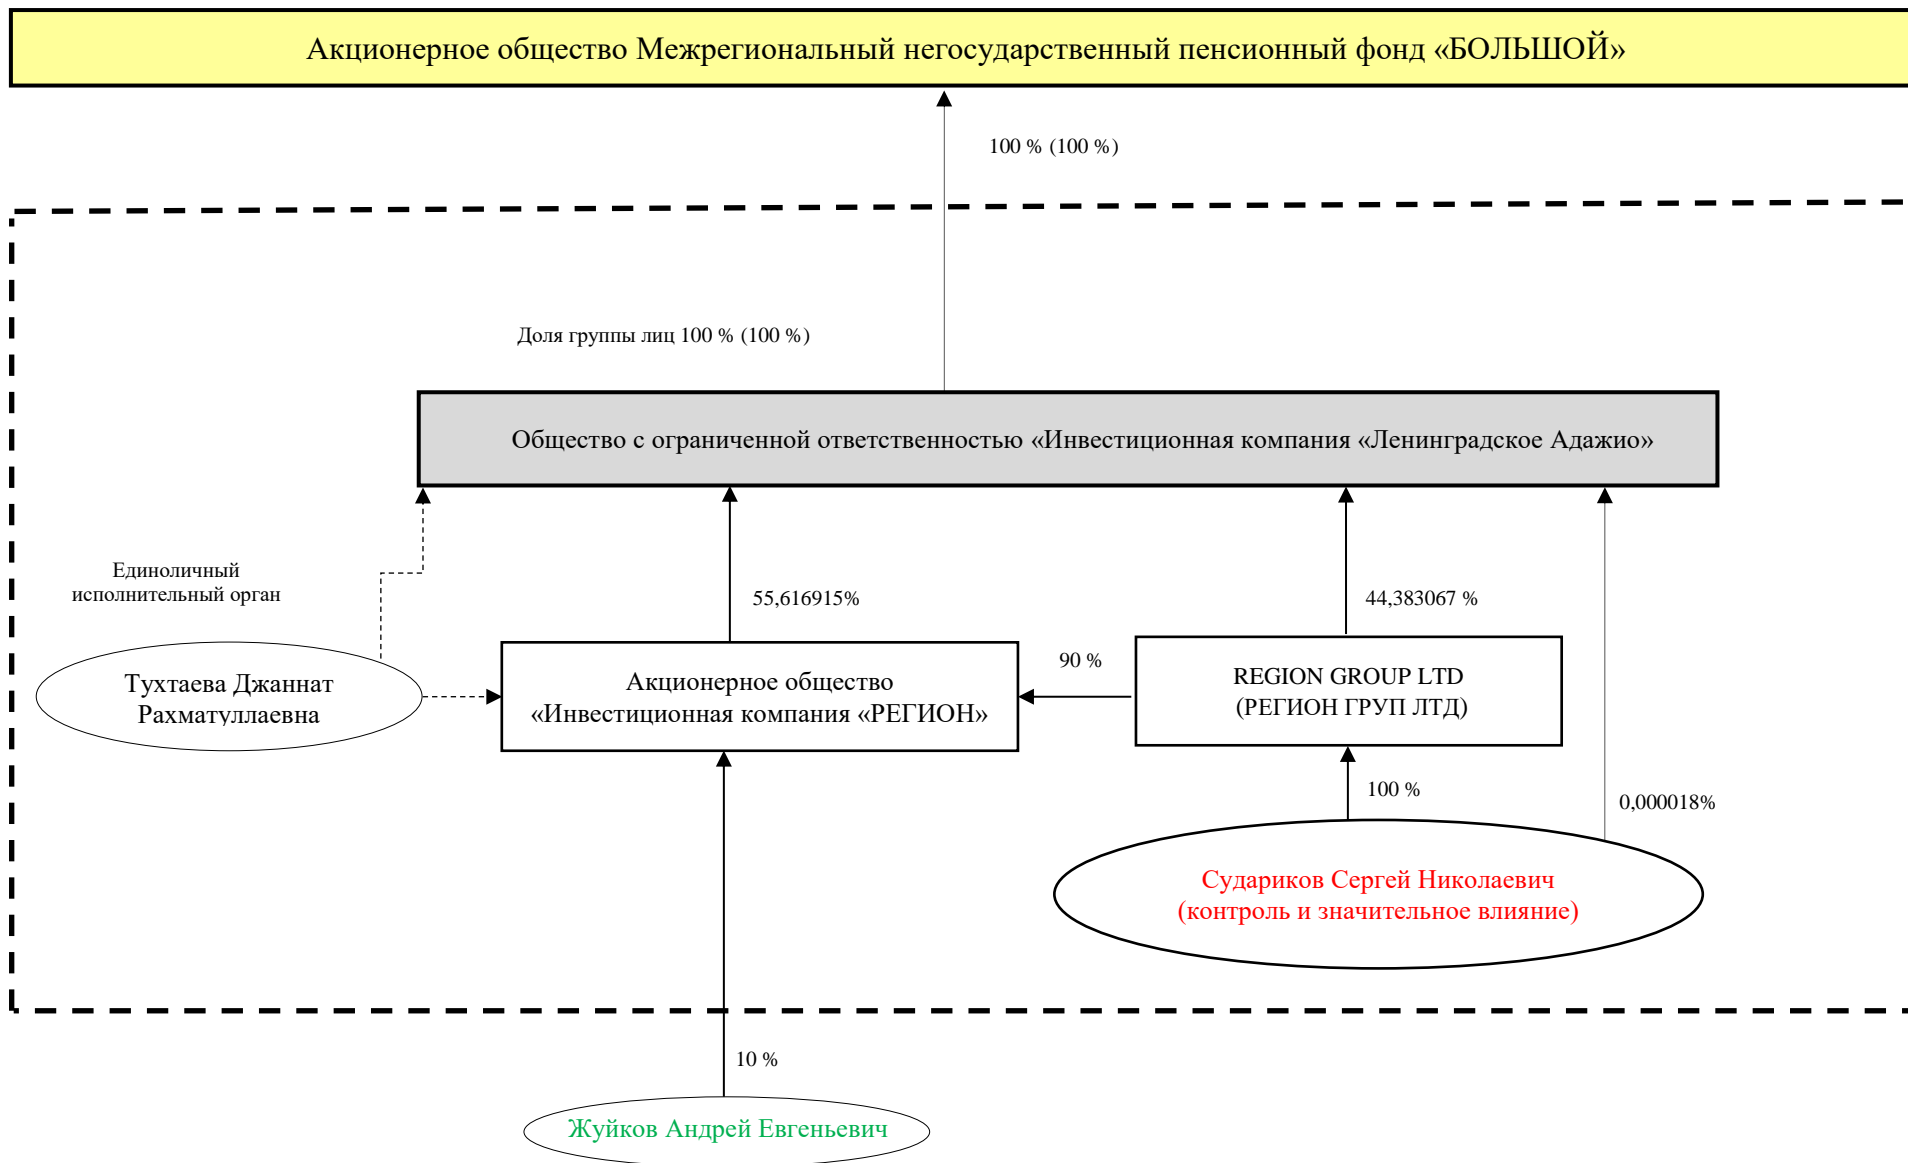 Акционерное общество Межрегиональный негосударственный пенсионный фонд «БОЛЬШОЙ»
100 % (100 %)
Доля группы лиц 100 % (100 %)
Общество с ограниченной ответственностью «Инвестиционная компания «Ленинградское Адажио»
Единоличный
исполнительный орган
55,616915%
44,383067 %
Тухтаева Джаннат
Рахматуллаевна
Акционерное общество
«Инвестиционная компания «РЕГИОН»
90 %
REGION GROUP LTD
(РЕГИОН ГРУП ЛТД)
100 %
0,000018%
Судариков Сергей Николаевич
(контроль и значительное влияние)
10 %
Жуйков Андрей Евгеньевич